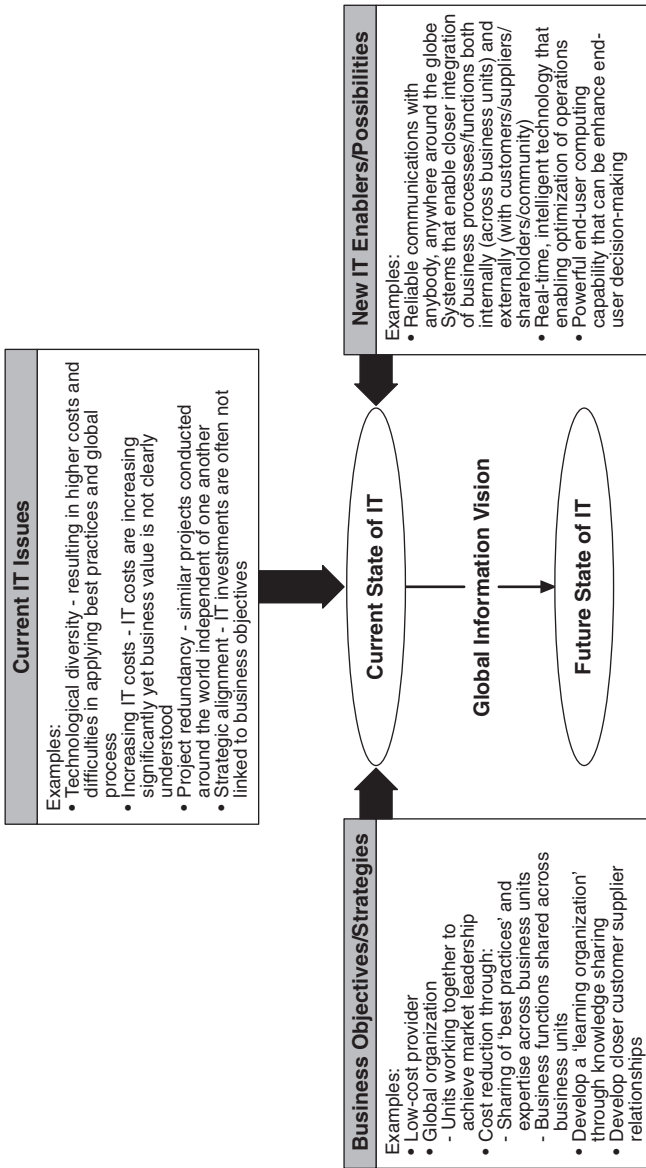 Current IT Issues
Examples:
• Technological diversity - resulting in higher costs and
difficulties in applying best practices and global
process
• Increasing IT costs - IT costs are increasing
significantly yet business value is not clearly
understood
• Project redundancy - similar projects conducted
around the world independent of one another
• Strategic alignment - IT investments are often not
linked to business objectives
Business Objectives/Strategies
Examples:
• Low-cost provider
• Global organization
- Units working together to
achieve market leadership
• Cost reduction through:
- Sharing of ‘best practices’ and
expertise across business units
- Business functions shared across
business units
• Develop a ‘learning organization’
through knowledge sharing
• Develop closer customer supplier
relationships
Current State of IT
Global Information Vision
Future State of IT
New IT Enablers/Possibilities
Examples:
• Reliable communications with
anybody, anywhere around the globe
Systems that enable closer integration
of business processes/functions both
internally (across business units) and
externally (with customers/suppliers/
shareholders/community)
• Real-time, intelligent technology that
enabling optimization of operations
• Powerful end-user computing
capability that can be enhance end-
user decision-making